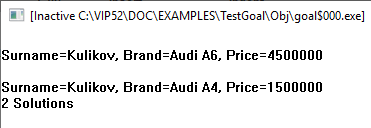 [Inactive C:\VIP52\DOC\EXAMPLES\TestGoal\Obj\goal$000.exe]
Surname=Kulikov, Brand=Audi A6, Price=4500000
Surname=Kulikov, Brand=Audi A4, Price=1500000
2 Solutions